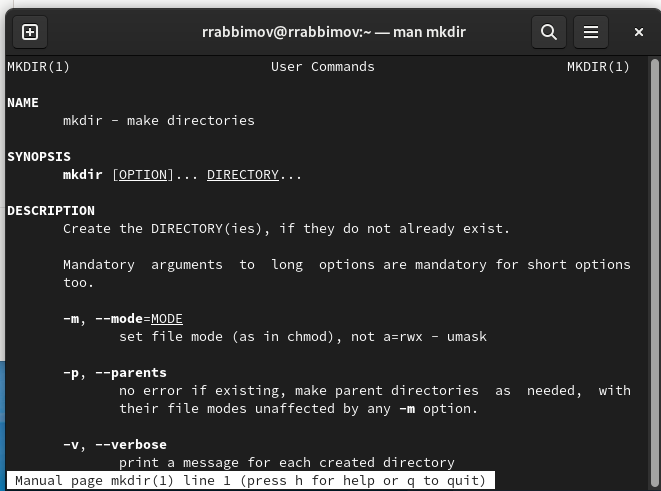 rrabbimov@rrabbimov:~ — man mkdir
MKDIR(1) User Commands MKDIR(1)
NAME
mkdir - make directories
SYNOPSIS
mkdir [OPTION]... DIRECTORY...
DESCRIPTION
Create the DIRECTORY(ies), if they do not already exist.
Mandatory arguments to long options are mandatory for short options
too.
-m, --mode=MODE
set file mode (as in chmod), not a=rwx - umask
-p, --parents
no error if existing, make parent directories as needed, with
their file modes unaffected by any -m option.
-v, --verbose
print a message for each created directory
Manual page mkdir(1) line 1 (press h for help or q to quit)